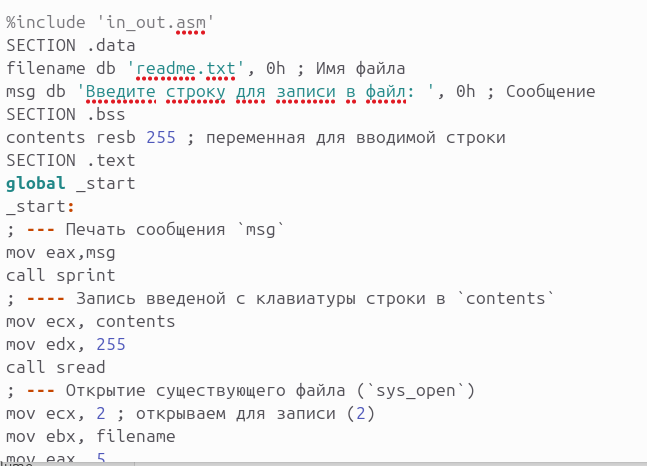 %include 'in_out.asm'
SECTION .data
filename db 'readme.txt', 0h ; Имя файла
msg db 'Введите строку для записи в файл: ', 0h ; Сообщение
SECTION .bss
contents resb 255 ; переменная для вводимой строки
SECTION .text
global _start
_start:
; --- Печать сообщения `msg`
mov eax,msg
call sprint
; ---- Запись введеной с клавиатуры строки в `contents`
mov ecx, contents
mov edx, 255
call sread
; --- Открытие существующего файла (`sys_open`)
mov ecx, 2 ; открываем для записи (2)
mov ebx, filename
mov eax, 5